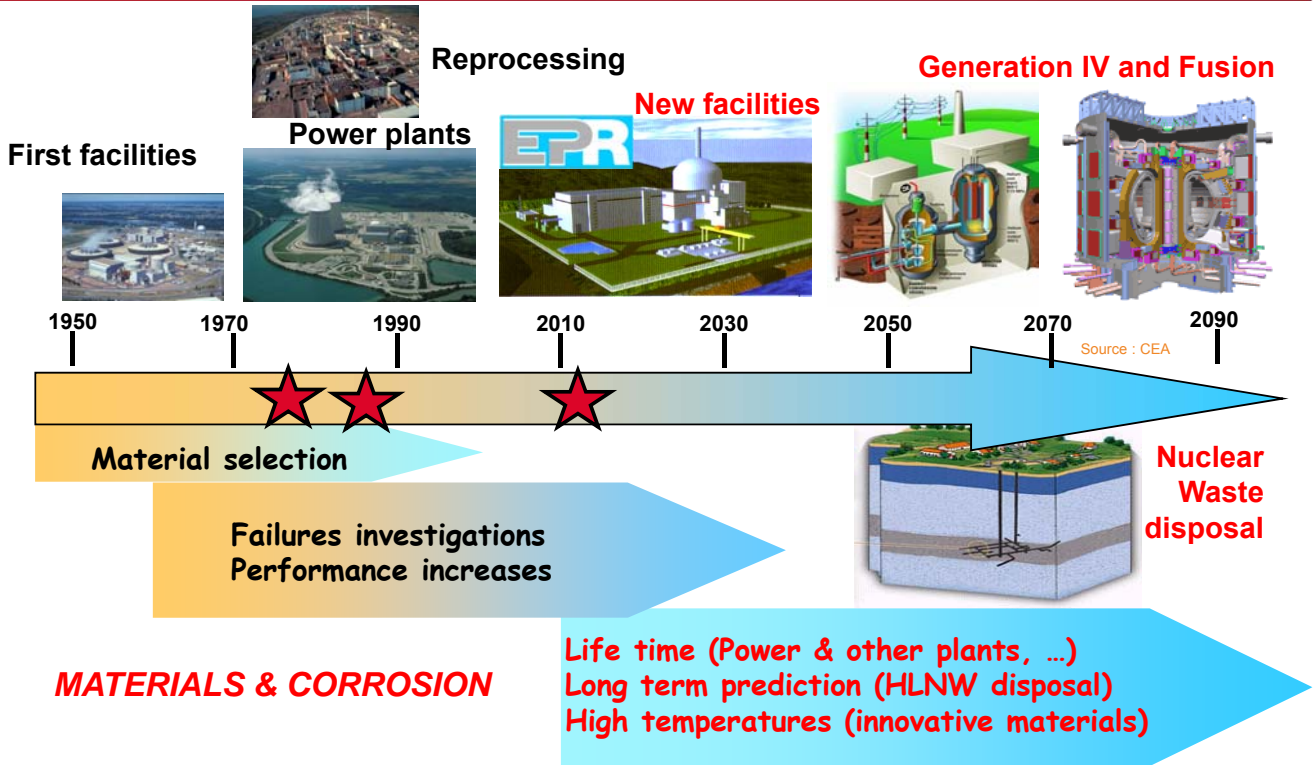 Reprocessing
Generation IV and Fusion
New facilities
Power plants
EPR
First facilities
1950
1970
1990
2010
2030
2050
2070
2090
Source : CEA
Material selection
Nuclear
Waste
disposal
Failures investigations
Performance increases
Life time (Power & other plants, …)
Long term prediction (HLNW disposal)
High temperatures (innovative materials)
MATERIALS & CORROSION